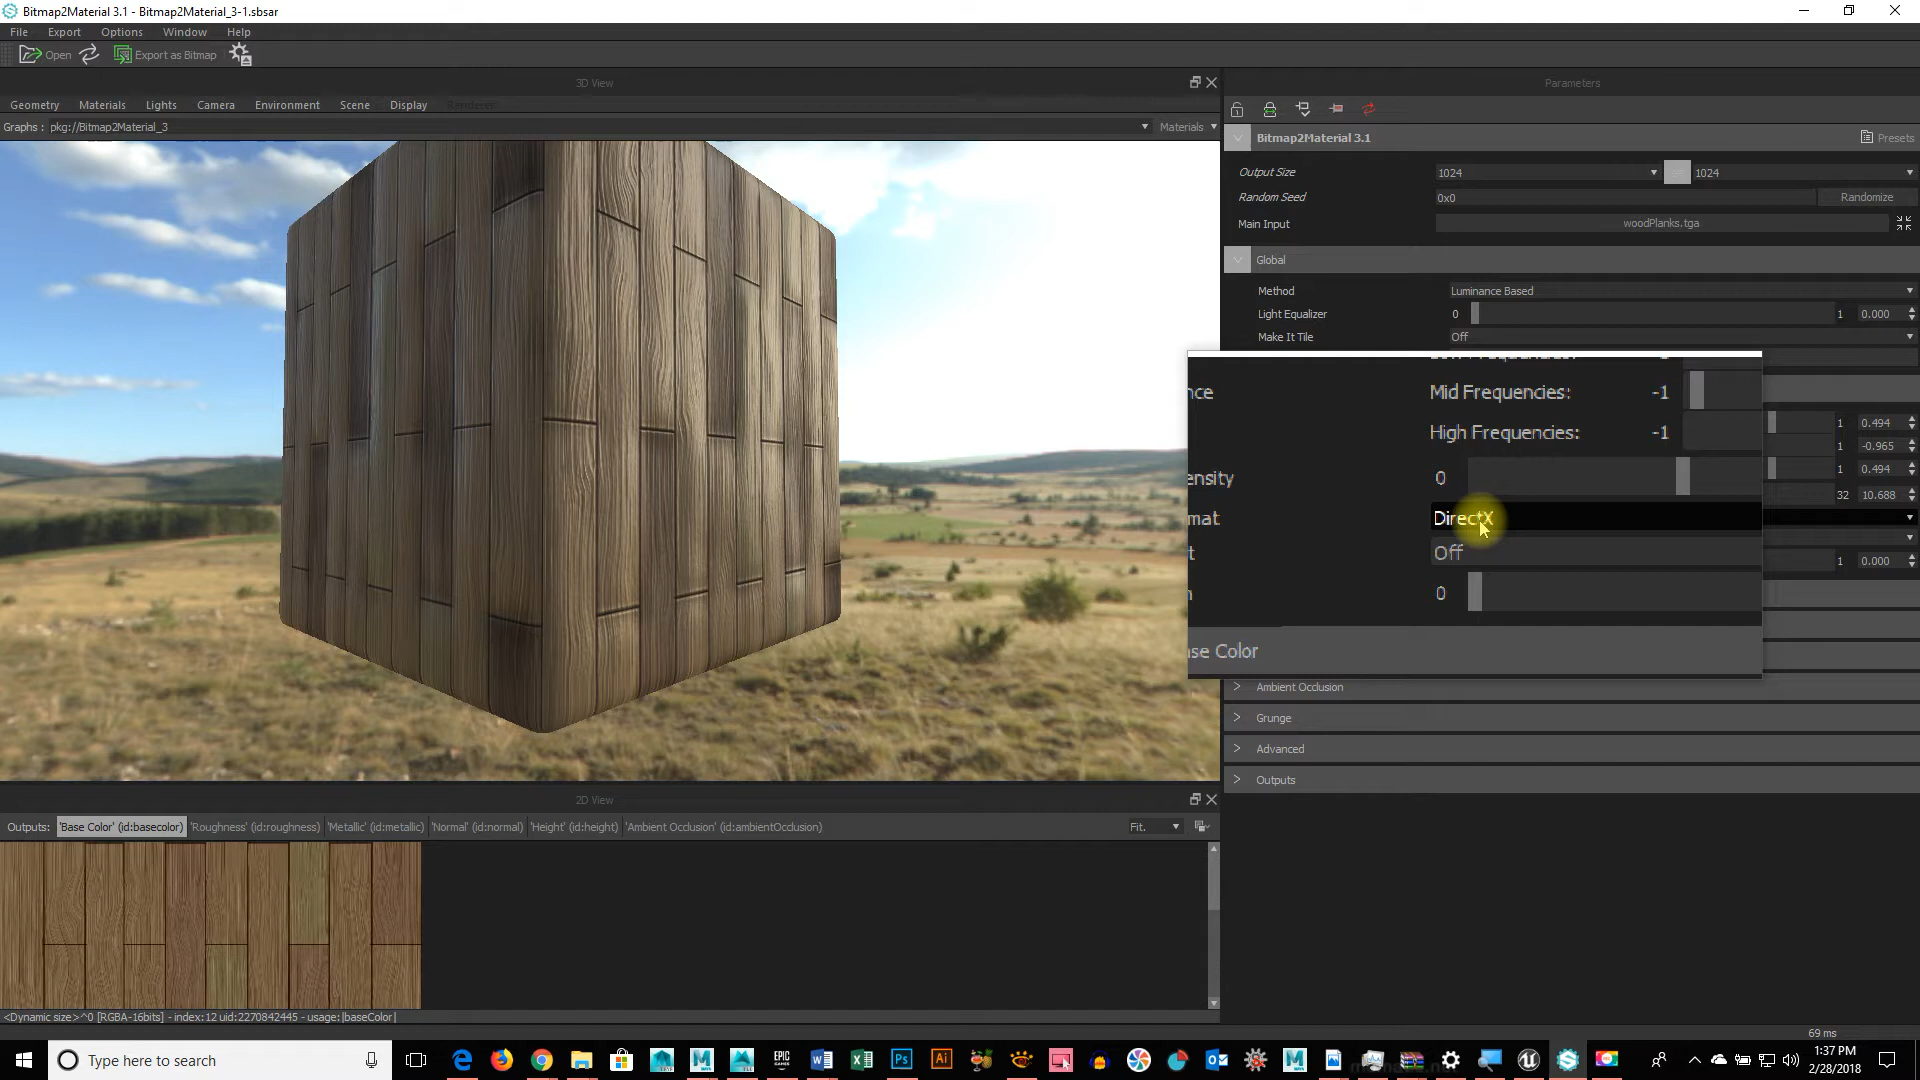 Bitmap2Material 3.1 - Bitmap2Material_3-1.sbsar
File Export Options Window Help
Open Export as Bitmap
3D View
Parameters
Geometry Materials Lights Camera Environment Scene Display Renderer
Graphs : pkg://Bitmap2Material_3 Materials
Bitmap2Material 3.1 Presets
Output Size 1024 1024
Random Seed 0x0 Randomize
Main Input woodPlanks.tga
Global
Method Luminance Based
Light Equalizer 0 1 0.000
Make It Tile Off
nce Mid Frequencies: -1
High Frequencies: -1
ensity 0
mat DirectX
t Off
n 0
se Color
1 0.494
1 -0.965
1 0.494
32 10.688
1 0.000
Ambient Occlusion
Grunge
Advanced
Outputs
2D View
Outputs: 'Base Color' (id:basecolor) 'Roughness' (id:roughness) 'Metallic' (id:metallic) 'Normal' (id:normal) 'Height' (id:height) 'Ambient Occlusion' (id:ambientOcclusion) Fit.
<Dynamic size>^0 [RGBA-16bits] - index:12 uid:2270842445 - usage:|baseColor|
69 ms
Type here to search
1:37 PM
2/28/2018